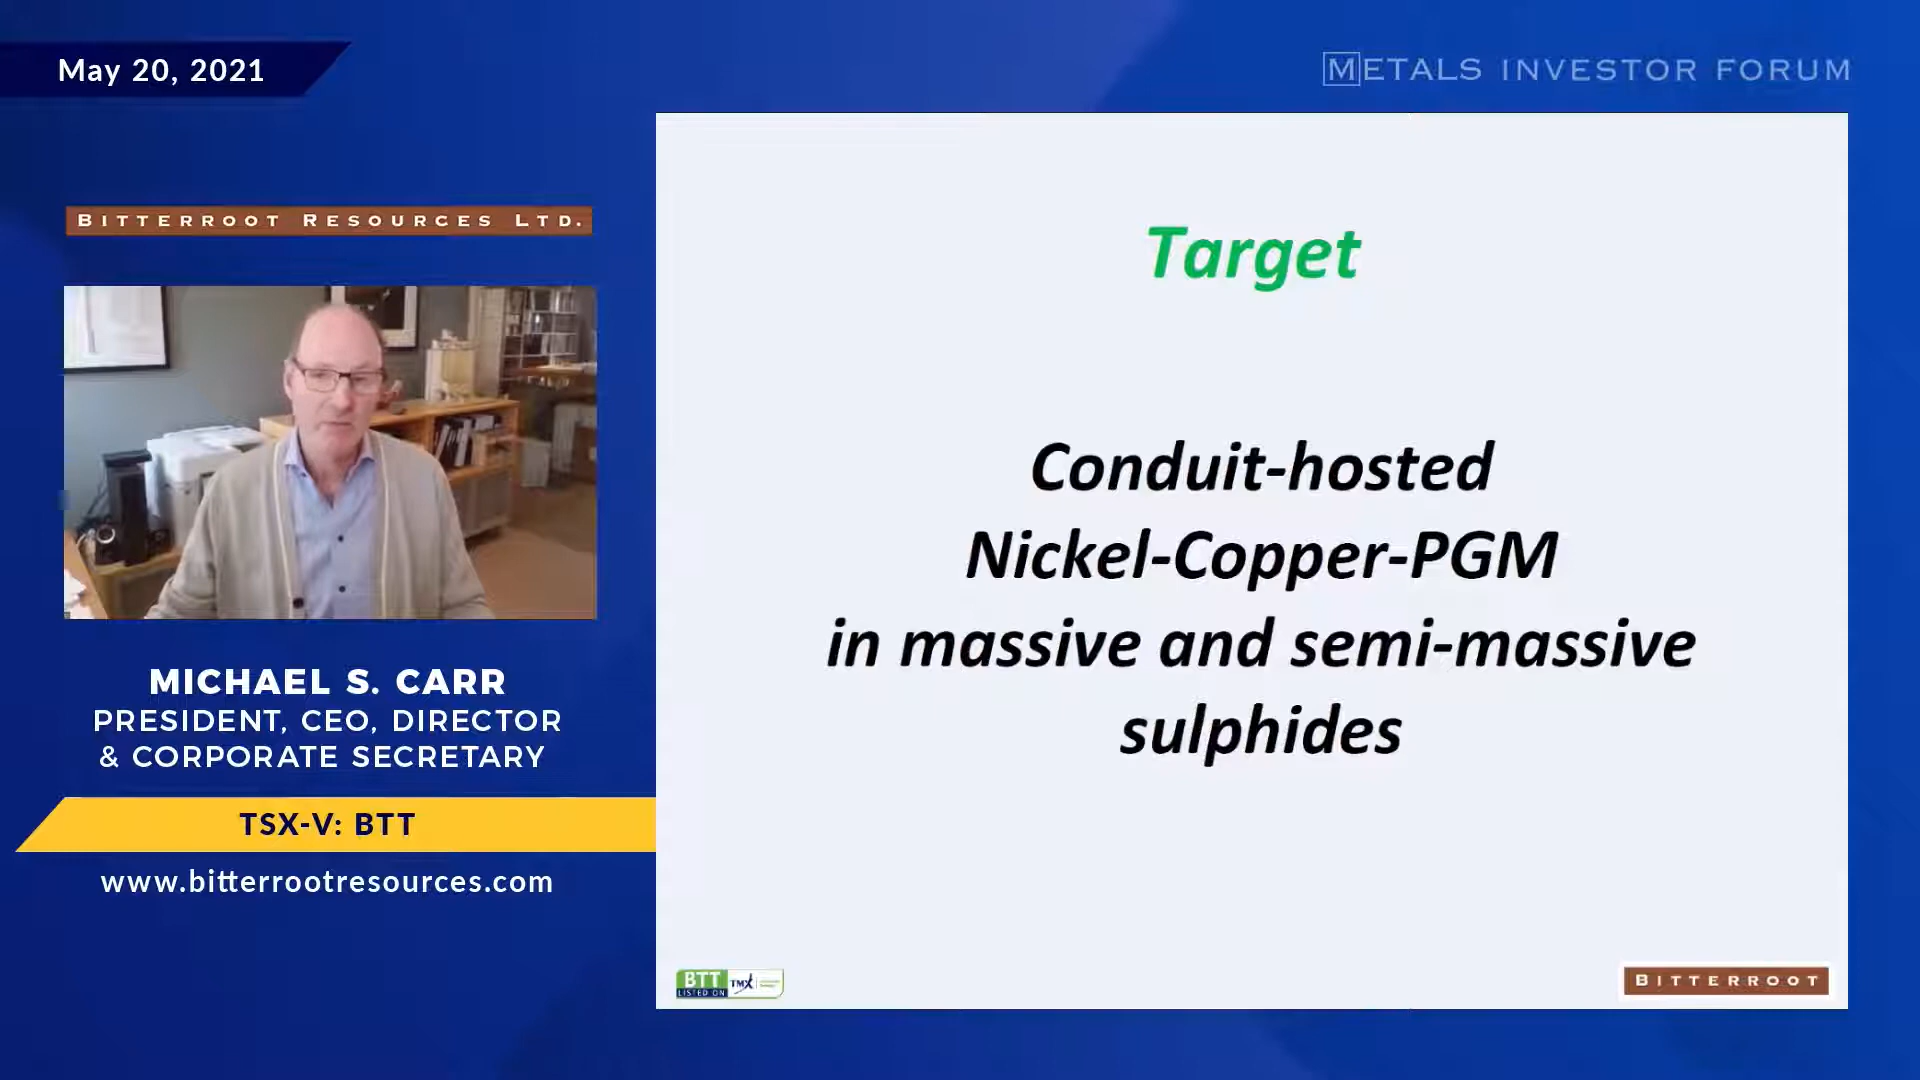 May 20, 2021
METALS INVESTOR FORUM
BITTERROOT RESOURCES LTD.
MICHAEL S. CARR
PRESIDENT, CEO, DIRECTOR
& CORPORATE SECRETARY
TSX-V: BTT
www.bitterrootresources.com
Target
Conduit-hosted
Nickel-Copper-PGM
in massive and semi-massive
sulphides
BTT
LISTED ON
TMX
BITTERROOT